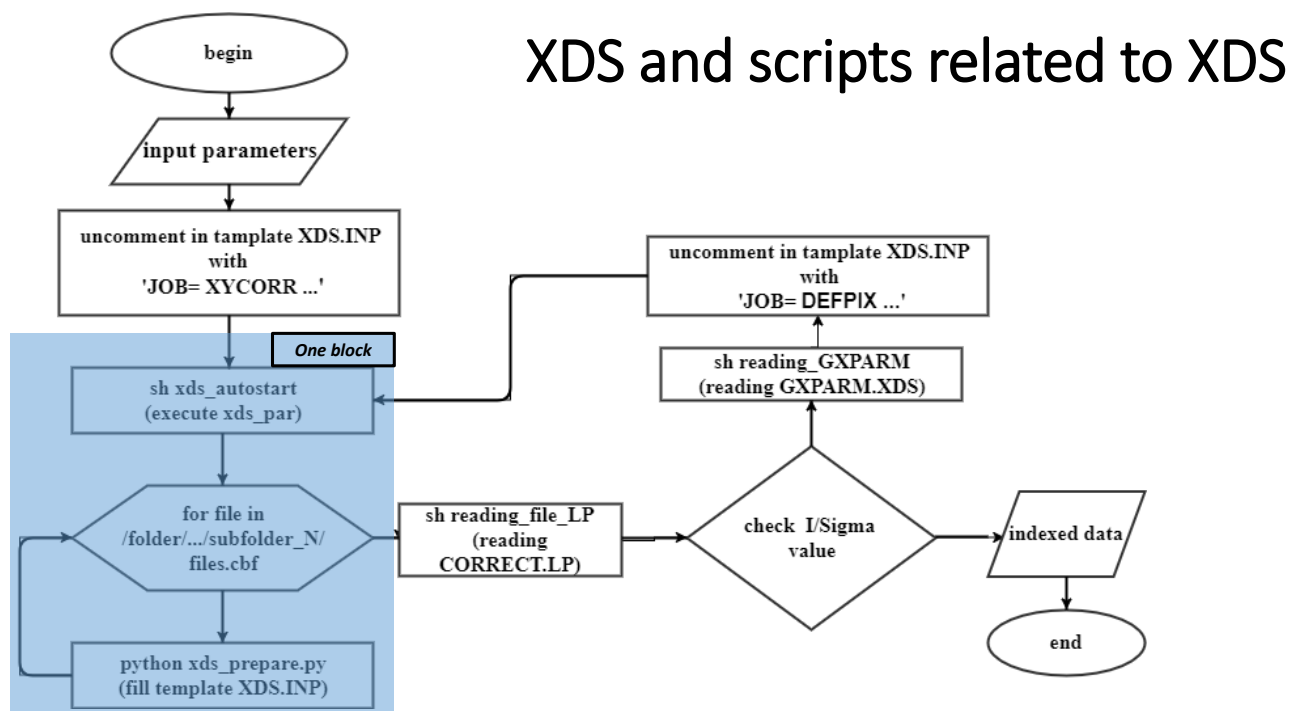 XDS and scripts related to XDS
begin
input parameters
uncomment in tamplate XDS.INP
with
'JOB= XYCORR ...'
One block
sh xds_autostart
(execute xds_par)
for file in
/folder/.../subfolder_N/
files.cbf
python xds_prepare.py
(fill template XDS.INP)
sh reading_file_LP
(reading
CORRECT.LP)
check I/Sigma
value
sh reading_GXPARM
(reading GXPARM.XDS)
uncomment in tamplate XDS.INP
with
'JOB= DEFPIX ...'
indexed data
end